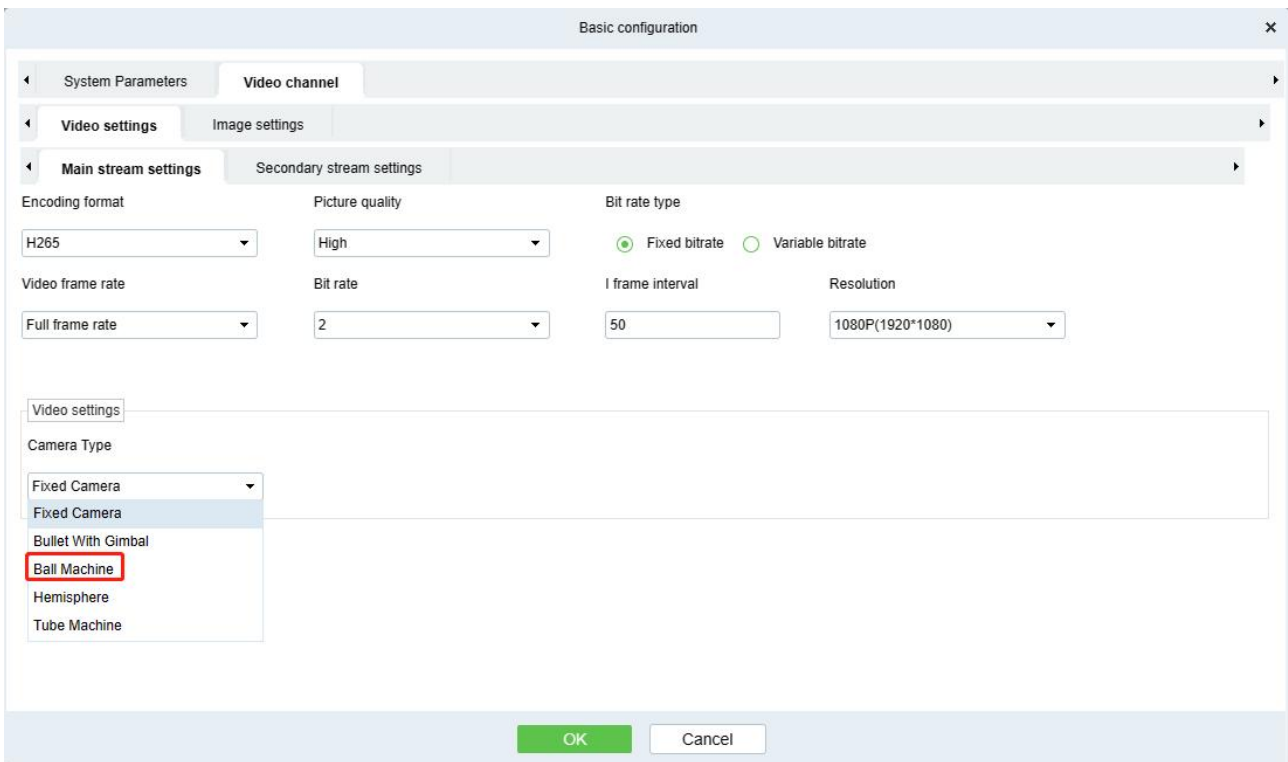 Basic configuration
System Parameters Video channel
Video settings Image settings
Main stream settings Secondary stream settings
Encoding format Picture quality Bit rate type
H265 High Fixed bitrate Variable bitrate
Video frame rate Bit rate I frame interval Resolution
Full frame rate 2 50 1080P(1920*1080)
Video settings
Camera Type
Fixed Camera
Fixed Camera
Bullet With Gimbal
Ball Machine
Hemisphere
Tube Machine
OK Cancel